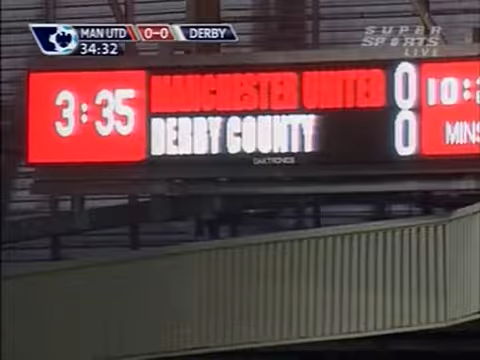 MAN UTD 0-0 DERBY
34:32
SUPER
SPORTS
LIVE
3:35
MANCHESTER UNITED 0
DERBY COUNTY 0
DAKTRONICS
MINS